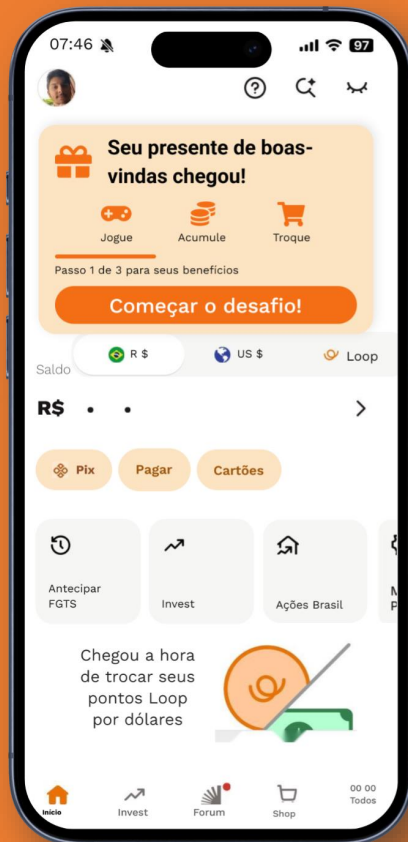 07:46
97
Seu presente de boas-
vindas chegou!
Jogue
Acumule
Troque
Passo 1 de 3 para seus benefícios
Começar o desafio!
Saldo
R $
US $
Loop
R$ • •
Pix
Pagar
Cartões
Antecipar
FGTS
Invest
Ações Brasil
M
P
Chegou a hora
de trocar seus
pontos Loop
por dólares
Início
Invest
Forum
Shop
00 00
Todos